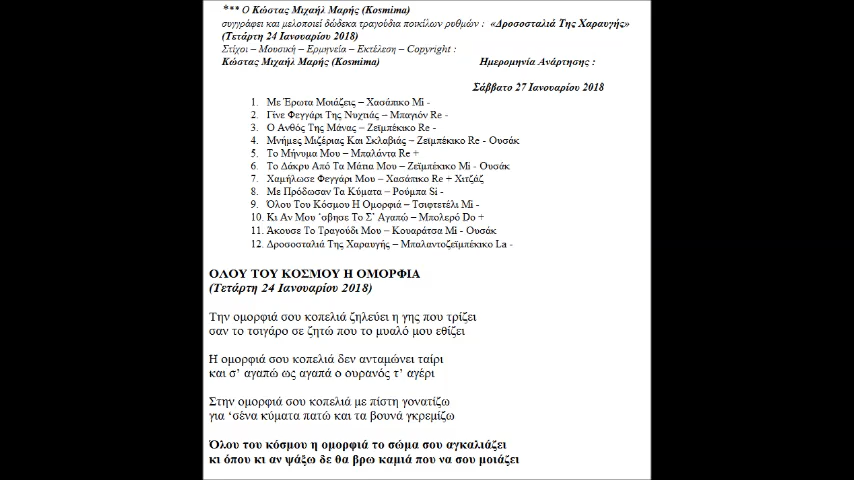 *** Ο Κώστας Μιχαήλ Μαρής (Kosmima)
συγγράφει και μελοποιεί δώδεκα τραγούδια ποικίλων ρυθμών : «Δροσοσταλιά Της Χαραυγής»
(Τετάρτη 24 Ιανουαρίου 2018)
Στίχοι – Μουσική – Ερμηνεία – Εκτέλεση – Copyright :
Κώστας Μιχαήλ Μαρής (Kosmima) Ημερομηνία Ανάρτησης :
Σάββατο 27 Ιανουαρίου 2018
1. Με Έρωτα Μοιάζεις – Χασάπικο Mi -
2. Γίνε Φεγγάρι Της Νυχτιάς – Μπαγιόν Re -
3. Ο Ανθός Της Μάνας – Ζεϊμπέκικο Re -
4. Μνήμες Μιζέριας Και Σκλαβιάς – Ζεϊμπέκικο Re - Ουσάκ
5. Το Μήνυμα Μου – Μπαλάντα Re +
6. Το Δάκρυ Από Τα Μάτια Μου – Ζεϊμπέκικο Mi - Ουσάκ
7. Χαμήλωσε Φεγγάρι Μου – Χασάπικο Re + Χιτζάζ
8. Με Πρόδωσαν Τα Κύματα – Ρούμπα Si -
9. Όλου Του Κόσμου Η Ομορφιά – Τσιφτετέλι Mi -
10. Κι Αν Μου ‘σβησε Το Σ’ Αγαπώ – Μπολερό Do +
11. Άκουσε Το Τραγούδι Μου – Κουαράτσα Mi - Ουσάκ
12. Δροσοσταλιά Της Χαραυγής – Μπαλαντοζεϊμπέκικο La -
ΟΛΟΥ ΤΟΥ ΚΟΣΜΟΥ Η ΟΜΟΡΦΙΑ
(Τετάρτη 24 Ιανουαρίου 2018)
Την ομορφιά σου κοπελιά ζηλεύει η γης που τρίζει
σαν το τσιγάρο σε ζητώ που το μυαλό μου εθίζει
Η ομορφιά σου κοπελιά δεν ανταμώνει ταίρι
και σ’ αγαπώ ως αγαπά ο ουρανός τ’ αγέρι
Στην ομορφιά σου κοπελιά με πίστη γονατίζω
για ‘σένα κύματα πατώ και τα βουνά γκρεμίζω
Όλου του κόσμου η ομορφιά το σώμα σου αγκαλιάζει
κι όπου κι αν ψάξω δε θα βρω καμιά που να σου μοιάζει